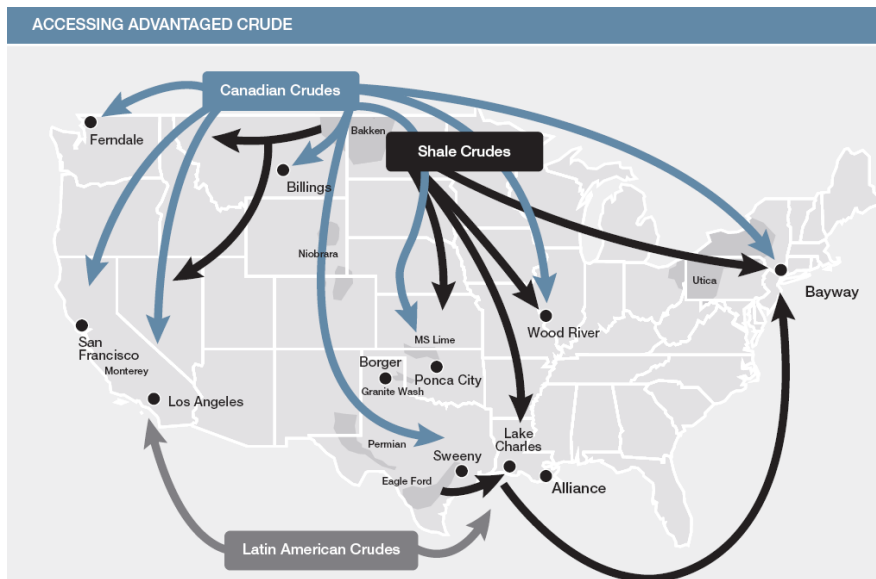 ACCESSING ADVANTAGED CRUDE
Canadian Crudes
Ferndale
Bakken
Shale Crudes
Billings
Niobrara
Utica
Bayway
San
Francisco
Monterey
MS Lime
Wood River
Borger
Ponca City
Granite Wash
Los Angeles
Permian
Lake
Charles
Sweeny
Eagle Ford
Alliance
Latin American Crudes